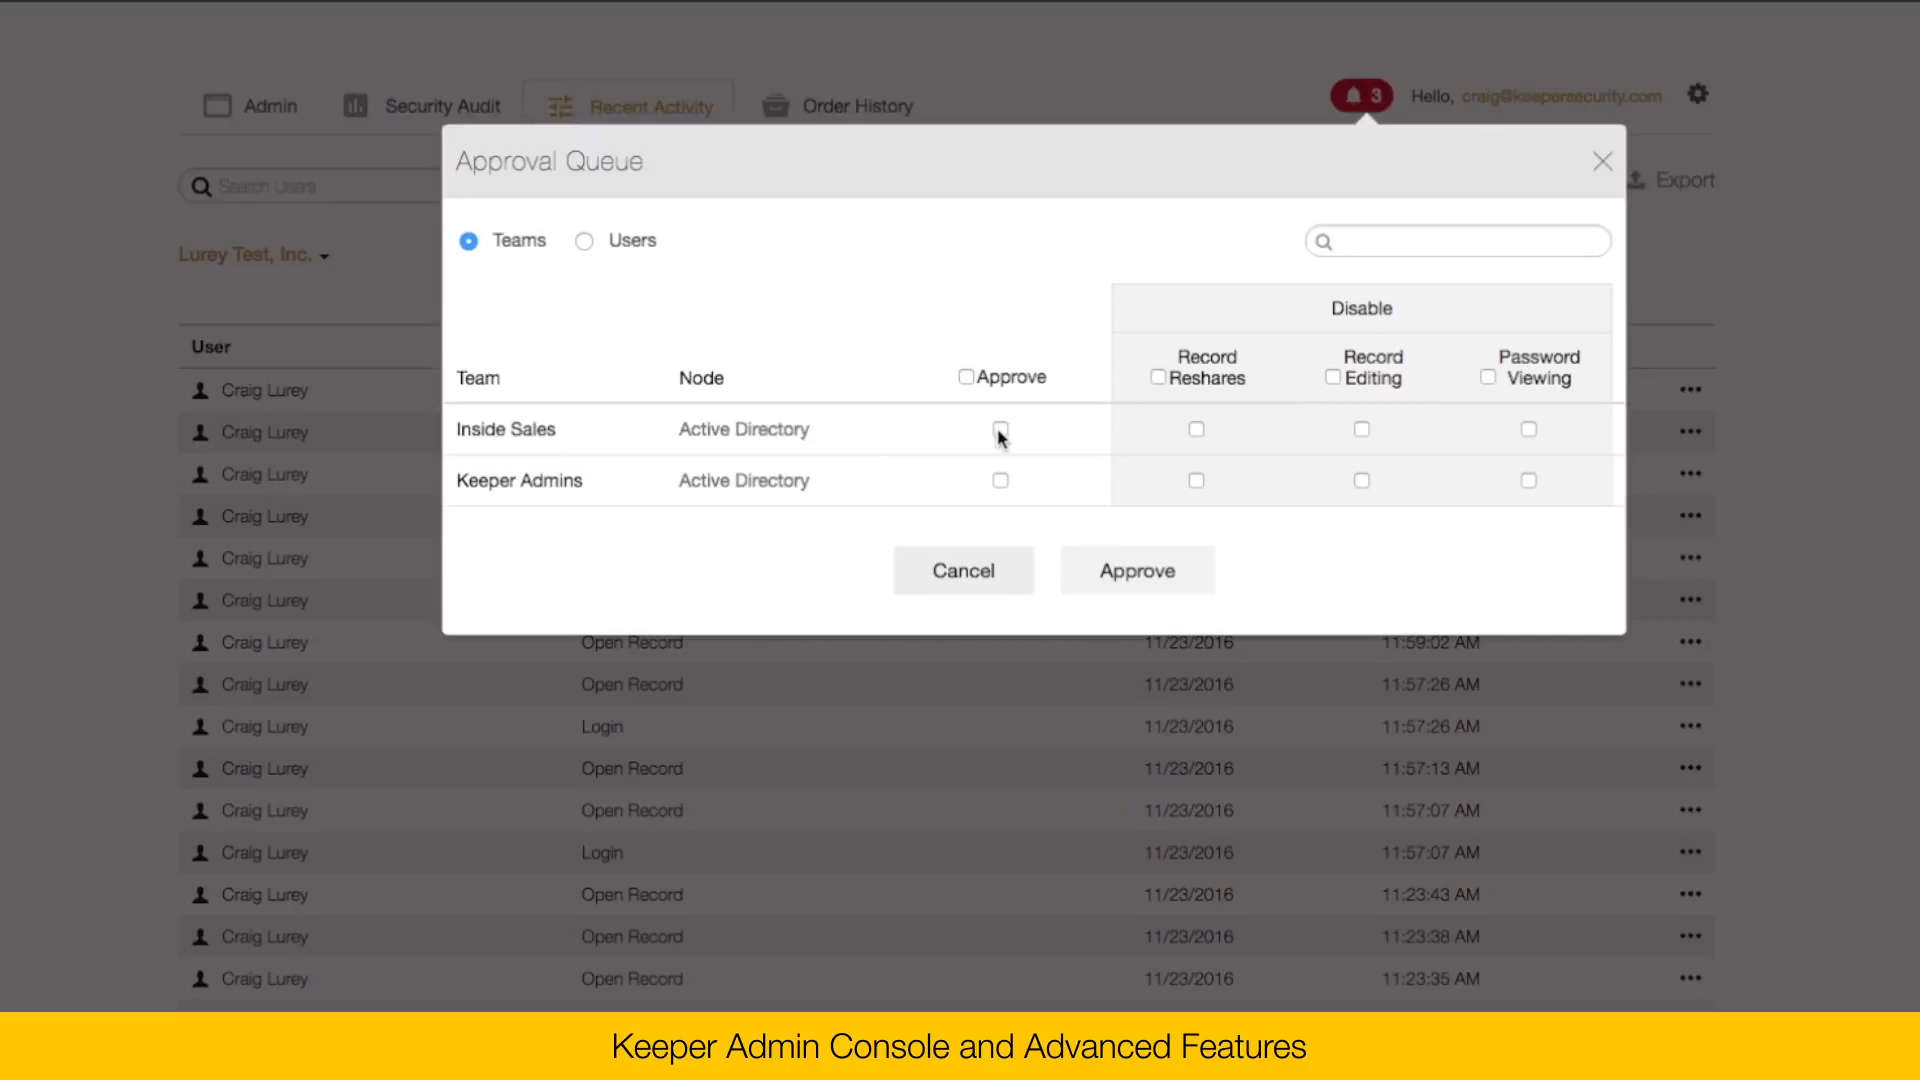 Admin Security Audit Recent Activity Order History 3 Hello, craig@keepersecurity.com
Approval Queue
Search Users
Export
Teams Users
Lurey Test, Inc.
Disable
User
Team Node Approve Record Reshares Record Editing Password Viewing
Craig Lurey
Inside Sales Active Directory
Craig Lurey
Craig Lurey
Keeper Admins Active Directory
Craig Lurey
Craig Lurey
Cancel Approve
Craig Lurey
Craig Lurey Open Record 11/23/2016 11:59:02 AM
Craig Lurey Open Record 11/23/2016 11:57:26 AM
Craig Lurey Login 11/23/2016 11:57:26 AM
Craig Lurey Open Record 11/23/2016 11:57:13 AM
Craig Lurey Open Record 11/23/2016 11:57:07 AM
Craig Lurey Login 11/23/2016 11:57:07 AM
Craig Lurey Open Record 11/23/2016 11:23:43 AM
Craig Lurey Open Record 11/23/2016 11:23:38 AM
Craig Lurey Open Record 11/23/2016 11:23:35 AM
Keeper Admin Console and Advanced Features